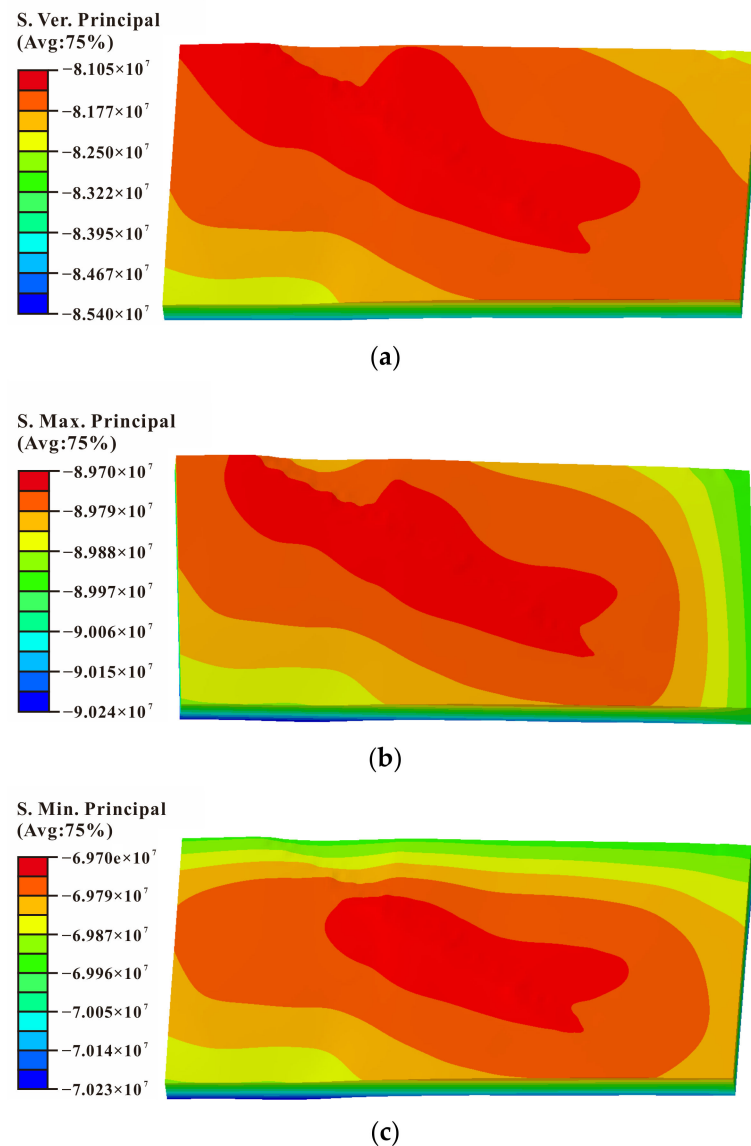 S. Ver. Principal
(Avg:75%)
−8.105×10⁷
−8.177×10⁷
−8.250×10⁷
−8.322×10⁷
−8.395×10⁷
−8.467×10⁷
−8.540×10⁷
(a)
S. Max. Principal
(Avg:75%)
−8.970×10⁷
−8.979×10⁷
−8.988×10⁷
−8.997×10⁷
−9.006×10⁷
−9.015×10⁷
−9.024×10⁷
(b)
S. Min. Principal
(Avg:75%)
−6.970e×10⁷
−6.979×10⁷
−6.987×10⁷
−6.996×10⁷
−7.005×10⁷
−7.014×10⁷
−7.023×10⁷
(c)